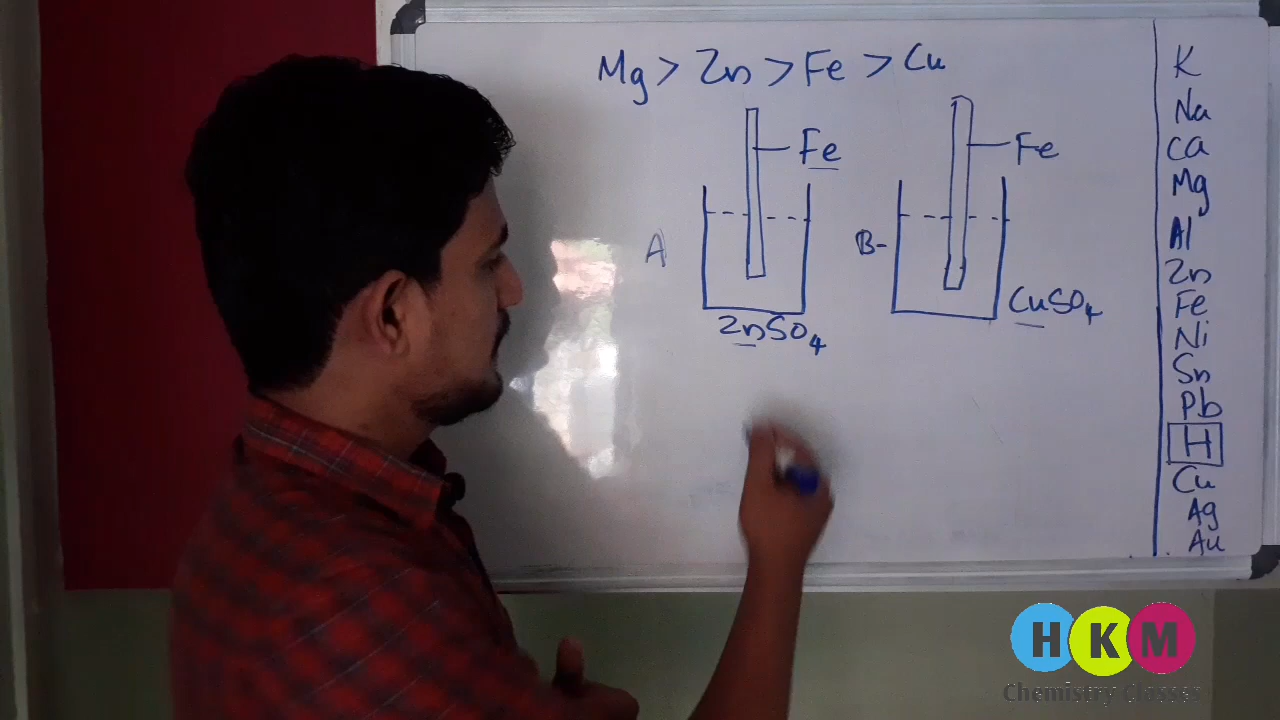 Mg > Zn > Fe > Cu
Fe
A
ZnSO4
Fe
B-
CuSO4
K
Na
Ca
Mg
Al
Zn
Fe
Ni
Sn
Pb
H
Cu
Ag
Au
HKM
Chemistry Classes